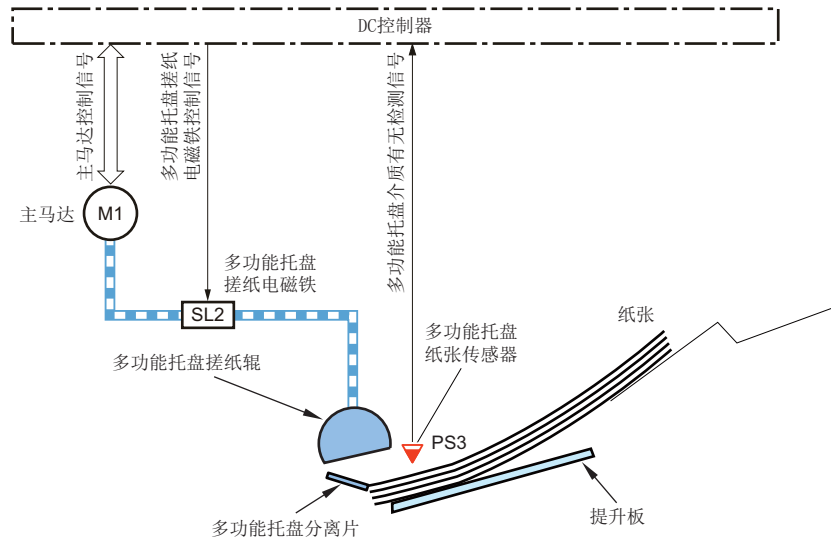 DC控制器
主马达控制信号
多功能托盘搓纸
电磁铁控制信号
多功能托盘介质有无检测信号
主马达
M1
多功能托盘
搓纸电磁铁
SL2
纸张
多功能托盘
纸张传感器
多功能托盘搓纸辊
PS3
多功能托盘分离片
提升板